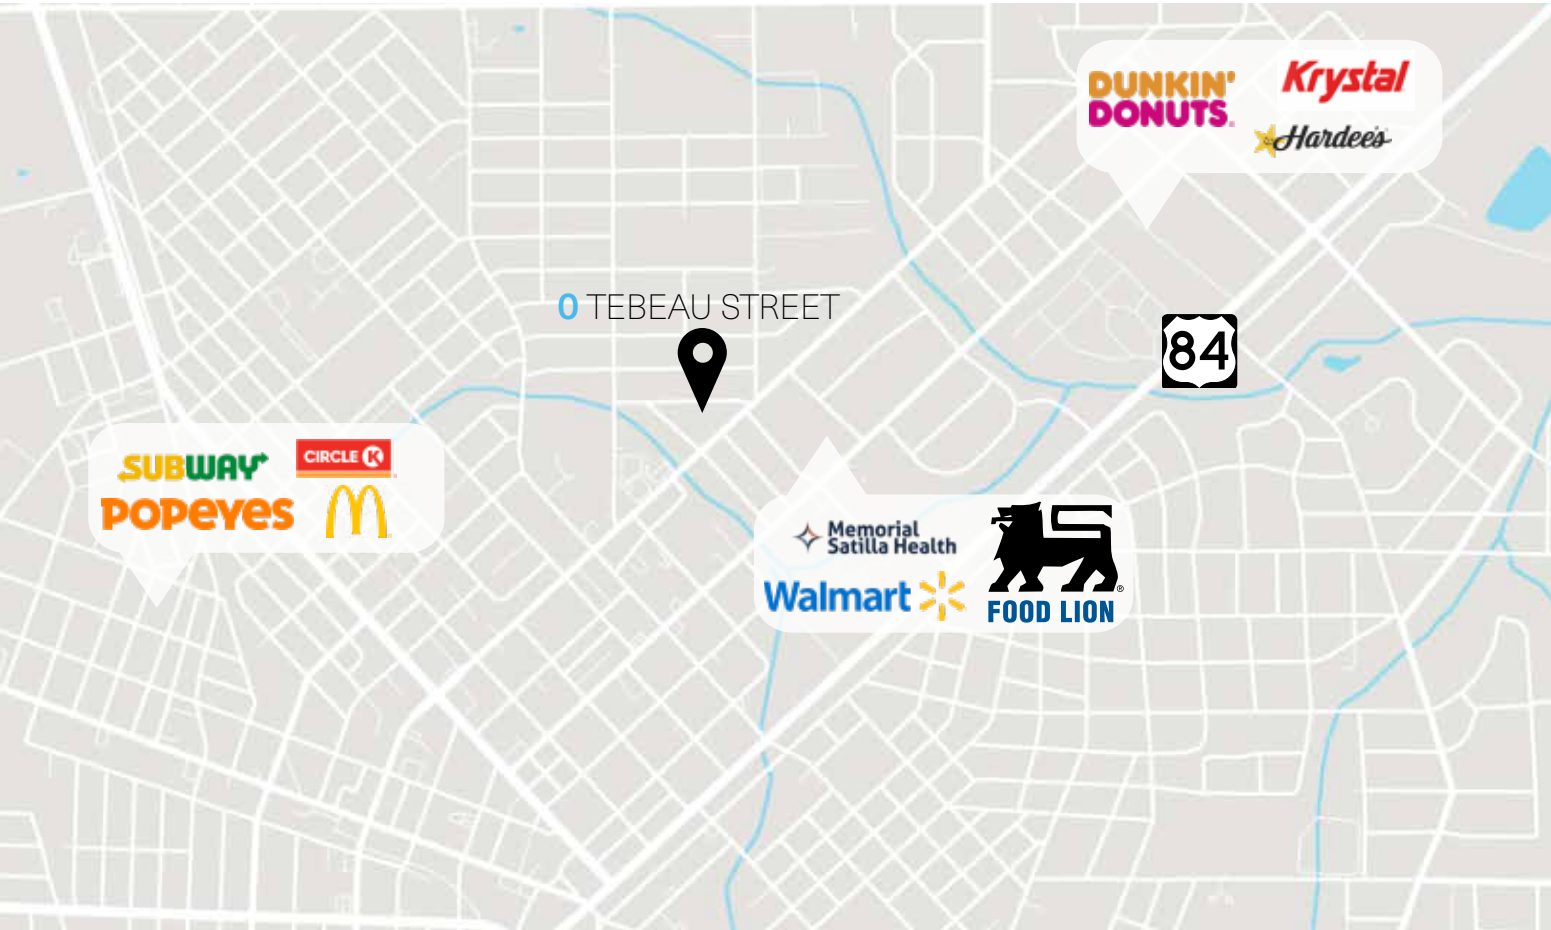 DUNKIN'
DONUTS®
Krystal
Hardee's
0 TEBEAU STREET
84
SUBWAY
CIRCLE K
POPEYES
Memorial
Satilla Health
Walmart
FOOD LION®